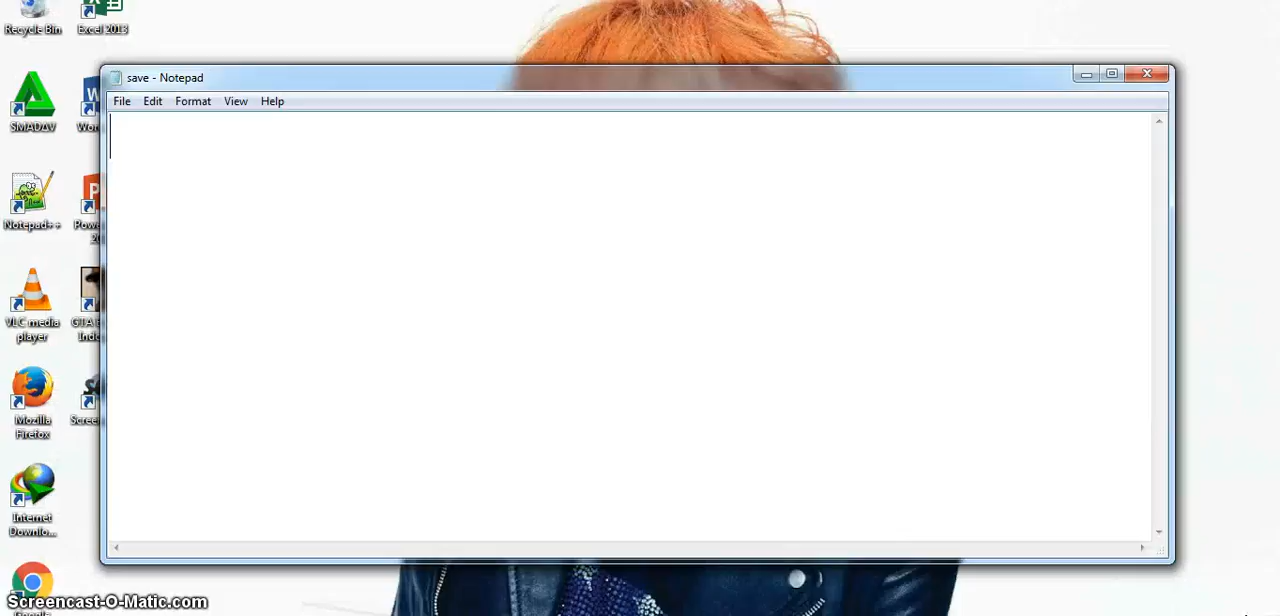 Recycle Bin
Excel 2013
save - Notepad
File Edit Format View Help
SMADAV
Notepad++
VLC media
player
Mozilla
Firefox
Internet
Downlo...
Screencast-O-Matic.com